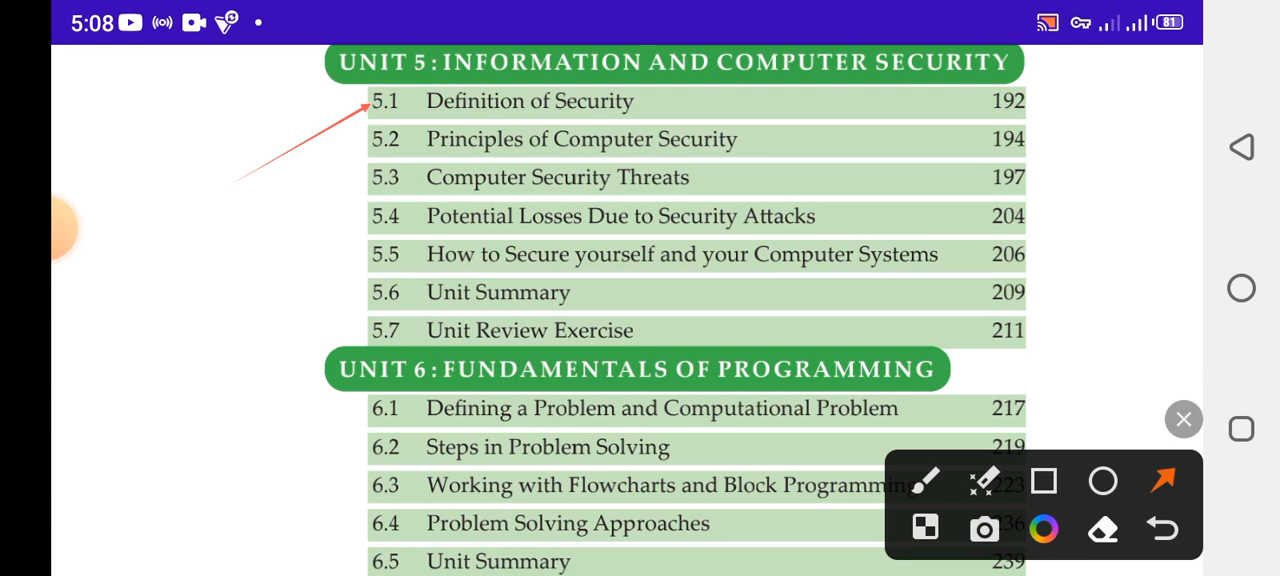 5:08 81
UNIT 5 : INFORMATION AND COMPUTER SECURITY
5.1 Definition of Security 192
5.2 Principles of Computer Security 194
5.3 Computer Security Threats 197
5.4 Potential Losses Due to Security Attacks 204
5.5 How to Secure yourself and your Computer Systems 206
5.6 Unit Summary 209
5.7 Unit Review Exercise 211
UNIT 6 : FUNDAMENTALS OF PROGRAMMING
6.1 Defining a Problem and Computational Problem 217
6.2 Steps in Problem Solving 219
6.3 Working with Flowcharts and Block Programming 223
6.4 Problem Solving Approaches 236
6.5 Unit Summary 239